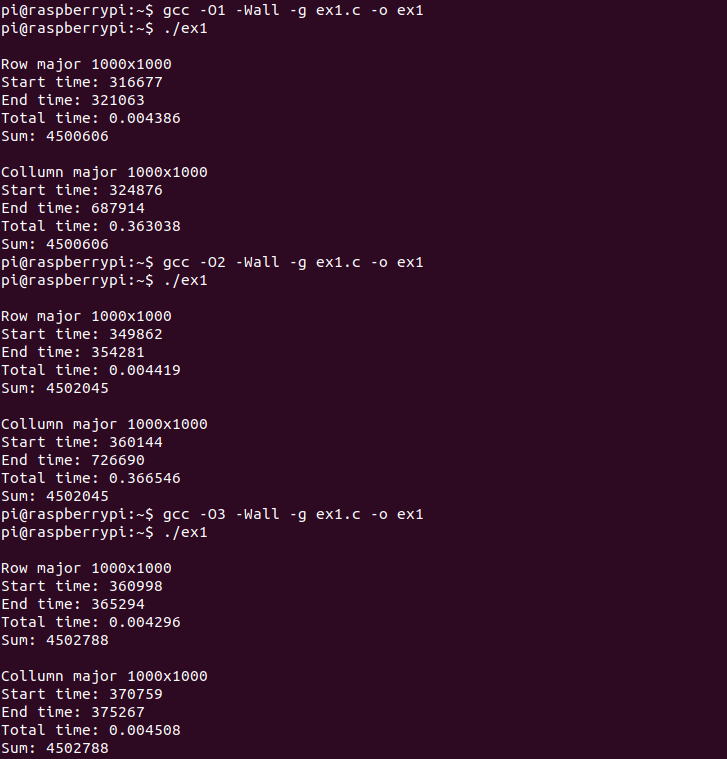 pi@raspberrypi:~$ gcc -O1 -Wall -g ex1.c -o ex1
pi@raspberrypi:~$ ./ex1
Row major 1000x1000
Start time: 316677
End time: 321063
Total time: 0.004386
Sum: 4500606
Collumn major 1000x1000
Start time: 324876
End time: 687914
Total time: 0.363038
Sum: 4500606
pi@raspberrypi:~$ gcc -O2 -Wall -g ex1.c -o ex1
pi@raspberrypi:~$ ./ex1
Row major 1000x1000
Start time: 349862
End time: 354281
Total time: 0.004419
Sum: 4502045
Collumn major 1000x1000
Start time: 360144
End time: 726690
Total time: 0.366546
Sum: 4502045
pi@raspberrypi:~$ gcc -O3 -Wall -g ex1.c -o ex1
pi@raspberrypi:~$ ./ex1
Row major 1000x1000
Start time: 360998
End time: 365294
Total time: 0.004296
Sum: 4502788
Collumn major 1000x1000
Start time: 370759
End time: 375267
Total time: 0.004508
Sum: 4502788